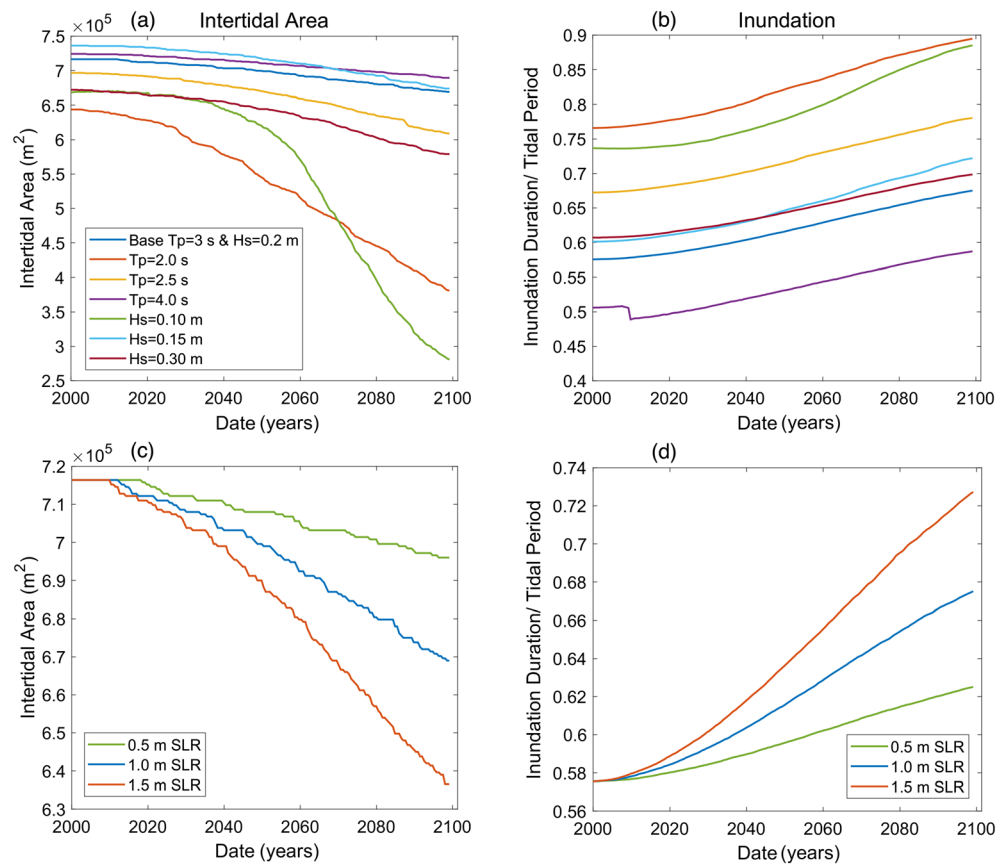 (a) Intertidal Area
×10⁵
7.5
7
6.5
6
5.5
5
4.5
4
3.5
3
2.5
Intertidal Area (m²)
Base Tp=3 s & Hs=0.2 m
Tp=2.0 s
Tp=2.5 s
Tp=4.0 s
Hs=0.10 m
Hs=0.15 m
Hs=0.30 m
2000 2020 2040 2060 2080 2100
Date (years)
(b) Inundation
0.9
0.85
0.8
0.75
0.7
0.65
0.6
0.55
0.5
0.45
0.4
Inundation Duration/ Tidal Period
2000 2020 2040 2060 2080 2100
Date (years)
(c)
×10⁵
7.2
7.1
7
6.9
6.8
6.7
6.6
6.5
6.4
6.3
Intertidal Area (m²)
0.5 m SLR
1.0 m SLR
1.5 m SLR
2000 2020 2040 2060 2080 2100
Date (years)
(d)
0.74
0.72
0.7
0.68
0.66
0.64
0.62
0.6
0.58
0.56
Inundation Duration/ Tidal Period
0.5 m SLR
1.0 m SLR
1.5 m SLR
2000 2020 2040 2060 2080 2100
Date (years)